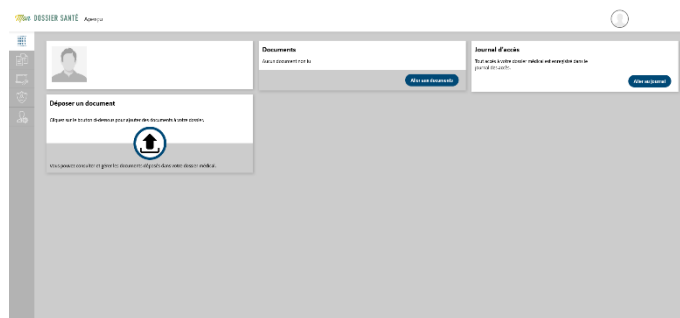 Mon DOSSIER SANTÉ Aperçu
Documents
Aucun document non lu
Aller aux documents
Journal d'accès
Tout accès à votre dossier médical est enregistré dans le
journal des accès.
Aller au journal
Déposer un document
Cliquez sur le bouton ci-dessous pour ajouter des documents à votre dossier.
Vous pouvez consulter et gérer les documents déposés dans votre dossier médical.